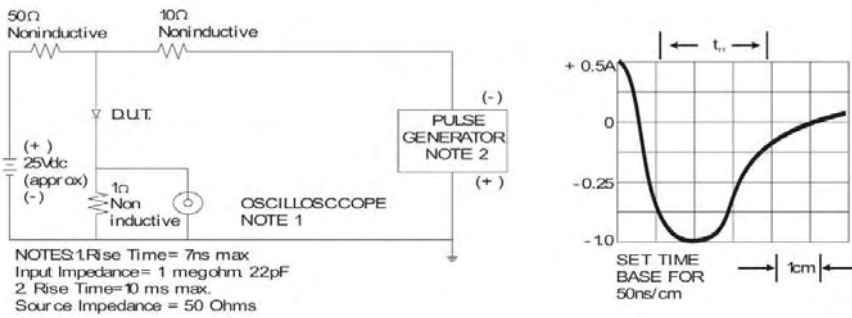 50Ω
Noninductive
10Ω
Noninductive
D.U.T.
(+)
25Vdc
(approx)
(-)
1Ω
Non
inductive
OSCILLOSCCOPE
NOTE 1
(-)
PULSE
GENERATOR
NOTE 2
(+)
NOTES:1.Rise Time= 7ns max
Input Impedance= 1 megohm. 22pF
2. Rise Time=10 ms max.
Source Impedance = 50 Ohms
trr
+ 0.5A
0
-0.25
-1.0
SET TIME
BASE FOR
50ns/cm
1cm